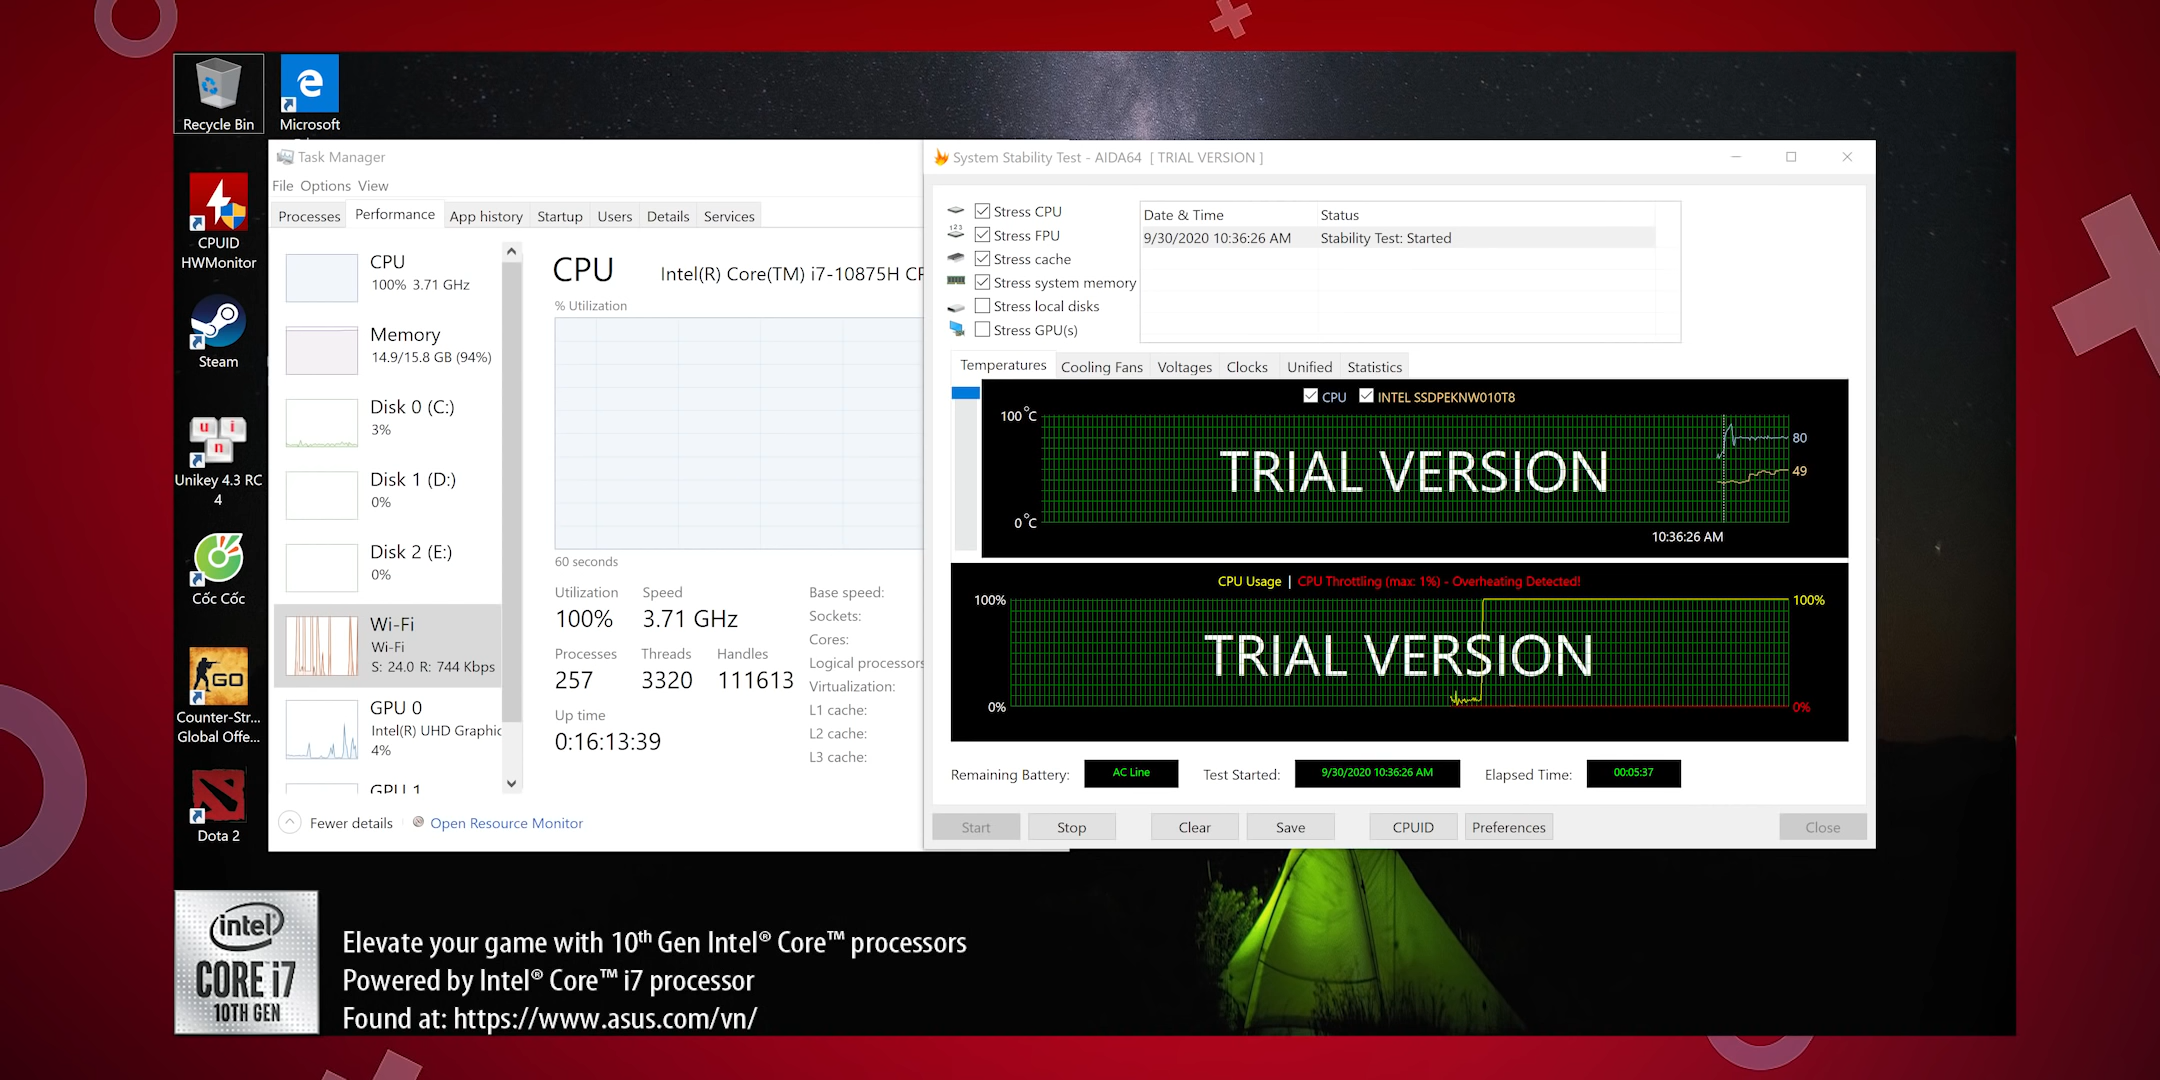 Recycle Bin
Microsoft
CPUID
HWMonitor
Steam
Unikey 4.3 RC
4
Cốc Cốc
GO
Counter-Str...
Global Offe...
Dota 2
Task Manager
File Options View
Processes Performance App history Startup Users Details Services
CPU
100% 3.71 GHz
Memory
14.9/15.8 GB (94%)
Disk 0 (C:)
3%
Disk 1 (D:)
0%
Disk 2 (E:)
0%
Wi-Fi
Wi-Fi
S: 24.0 R: 744 Kbps
GPU 0
Intel(R) UHD Graphic
4%
GPU 1
CPU Intel(R) Core(TM) i7-10875H CP
% Utilization
60 seconds
Utilization Speed
100% 3.71 GHz
Processes Threads Handles
257 3320 111613
Up time
0:16:13:39
Base speed:
Sockets:
Cores:
Logical processors
Virtualization:
L1 cache:
L2 cache:
L3 cache:
Fewer details Open Resource Monitor
System Stability Test - AIDA64 [ TRIAL VERSION ]
Stress CPU
Stress FPU
Stress cache
Stress system memory
Stress local disks
Stress GPU(s)
Date & Time Status
9/30/2020 10:36:26 AM Stability Test: Started
Temperatures Cooling Fans Voltages Clocks Unified Statistics
CPU INTEL SSDPEKNW010T8
100°C
TRIAL VERSION
80
49
0°C
10:36:26 AM
CPU Usage | CPU Throttling (max: 1%) - Overheating Detected!
100% 100%
TRIAL VERSION
0% 0%
Remaining Battery: AC Line Test Started: 9/30/2020 10:36:26 AM Elapsed Time: 00:05:37
Start Stop Clear Save CPUID Preferences Close
intel
CORE i7
10TH GEN
Elevate your game with 10th Gen Intel® Core™ processors
Powered by Intel® Core™ i7 processor
Found at: https://www.asus.com/vn/